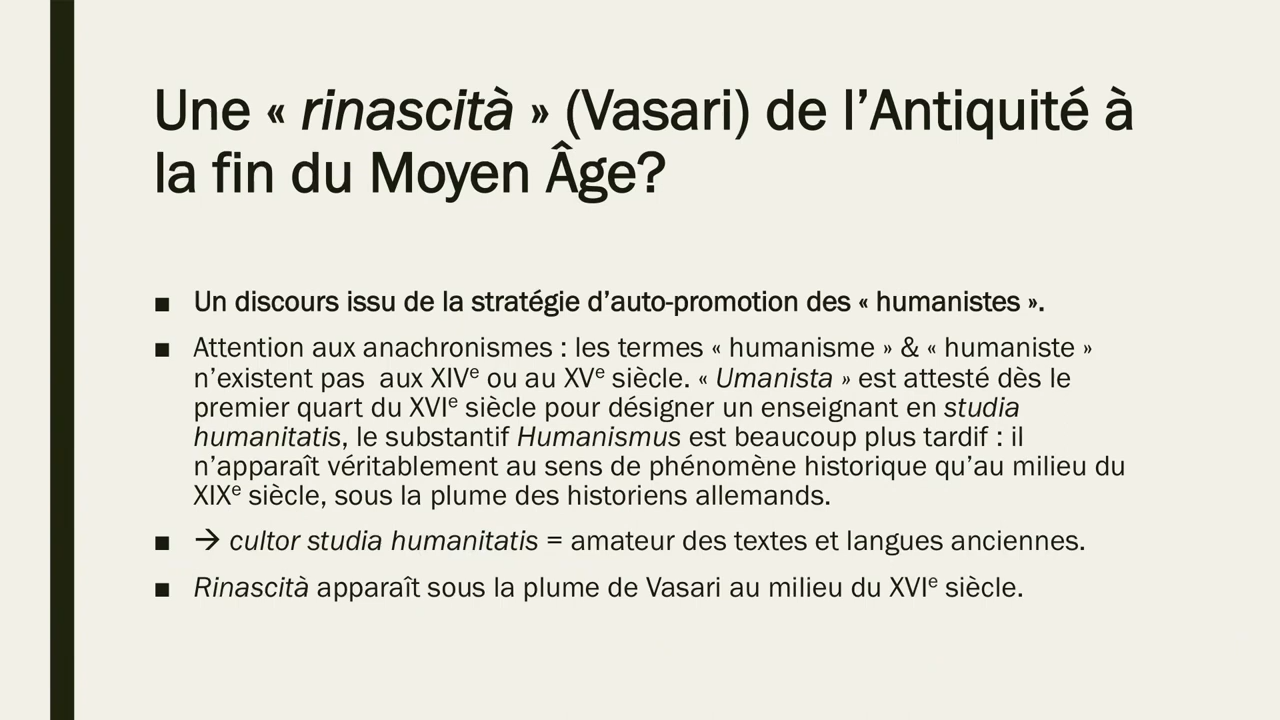 Une « rinascità » (Vasari) de l’Antiquité à
la fin du Moyen Âge?
■ Un discours issu de la stratégie d’auto-promotion des « humanistes ».
■ Attention aux anachronismes : les termes « humanisme » & « humaniste »
n’existent pas aux XIVe ou au XVe siècle. « Umanista » est attesté dès le
premier quart du XVIe siècle pour désigner un enseignant en studia
humanitatis, le substantif Humanismus est beaucoup plus tardif : il
n’apparaît véritablement au sens de phénomène historique qu’au milieu du
XIXe siècle, sous la plume des historiens allemands.
■ → cultor studia humanitatis = amateur des textes et langues anciennes.
■ Rinascità apparaît sous la plume de Vasari au milieu du XVIe siècle.